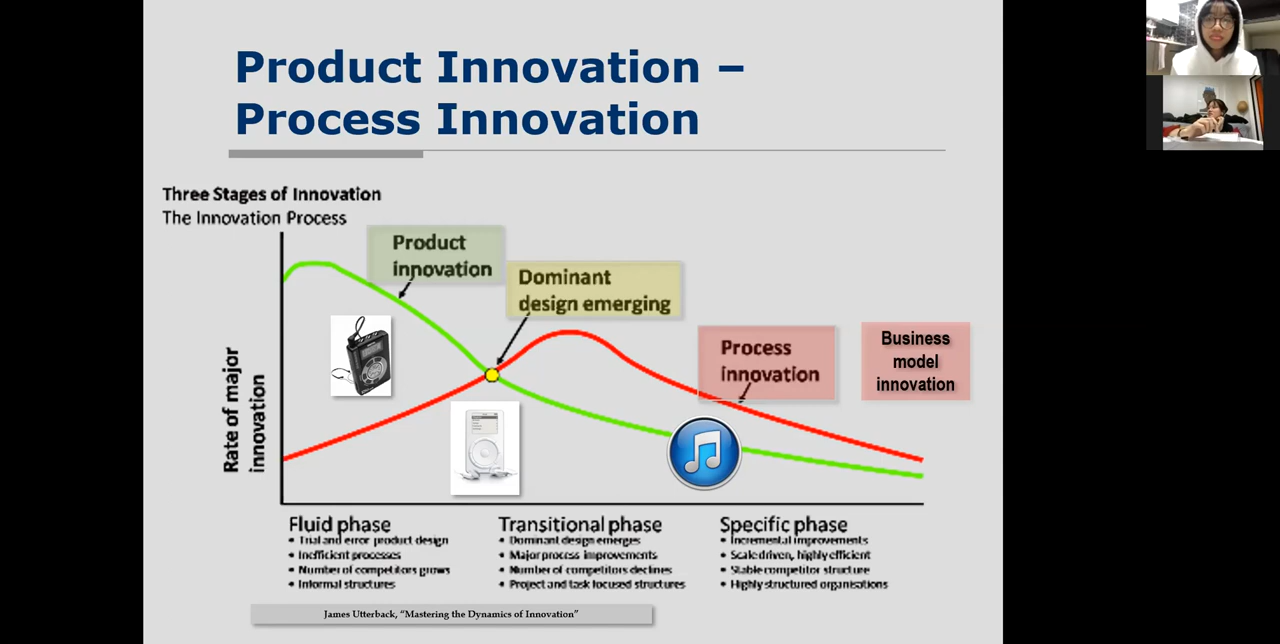 Product Innovation –
Process Innovation
Three Stages of Innovation
The Innovation Process
Product
innovation
Dominant
design emerging
Process
innovation
Business
model
innovation
Rate of major
innovation
Fluid phase
• Trial and error product design
• Inefficient processes
• Number of competitors grows
• Informal structures
Transitional phase
• Dominant design emerges
• Major process improvements
• Number of competitors declines
• Project and task focused structures
Specific phase
• Incremental improvements
• Scale driven, highly efficient
• Stable competitor structure
• Highly structured organisations
James Utterback, “Mastering the Dynamics of Innovation”